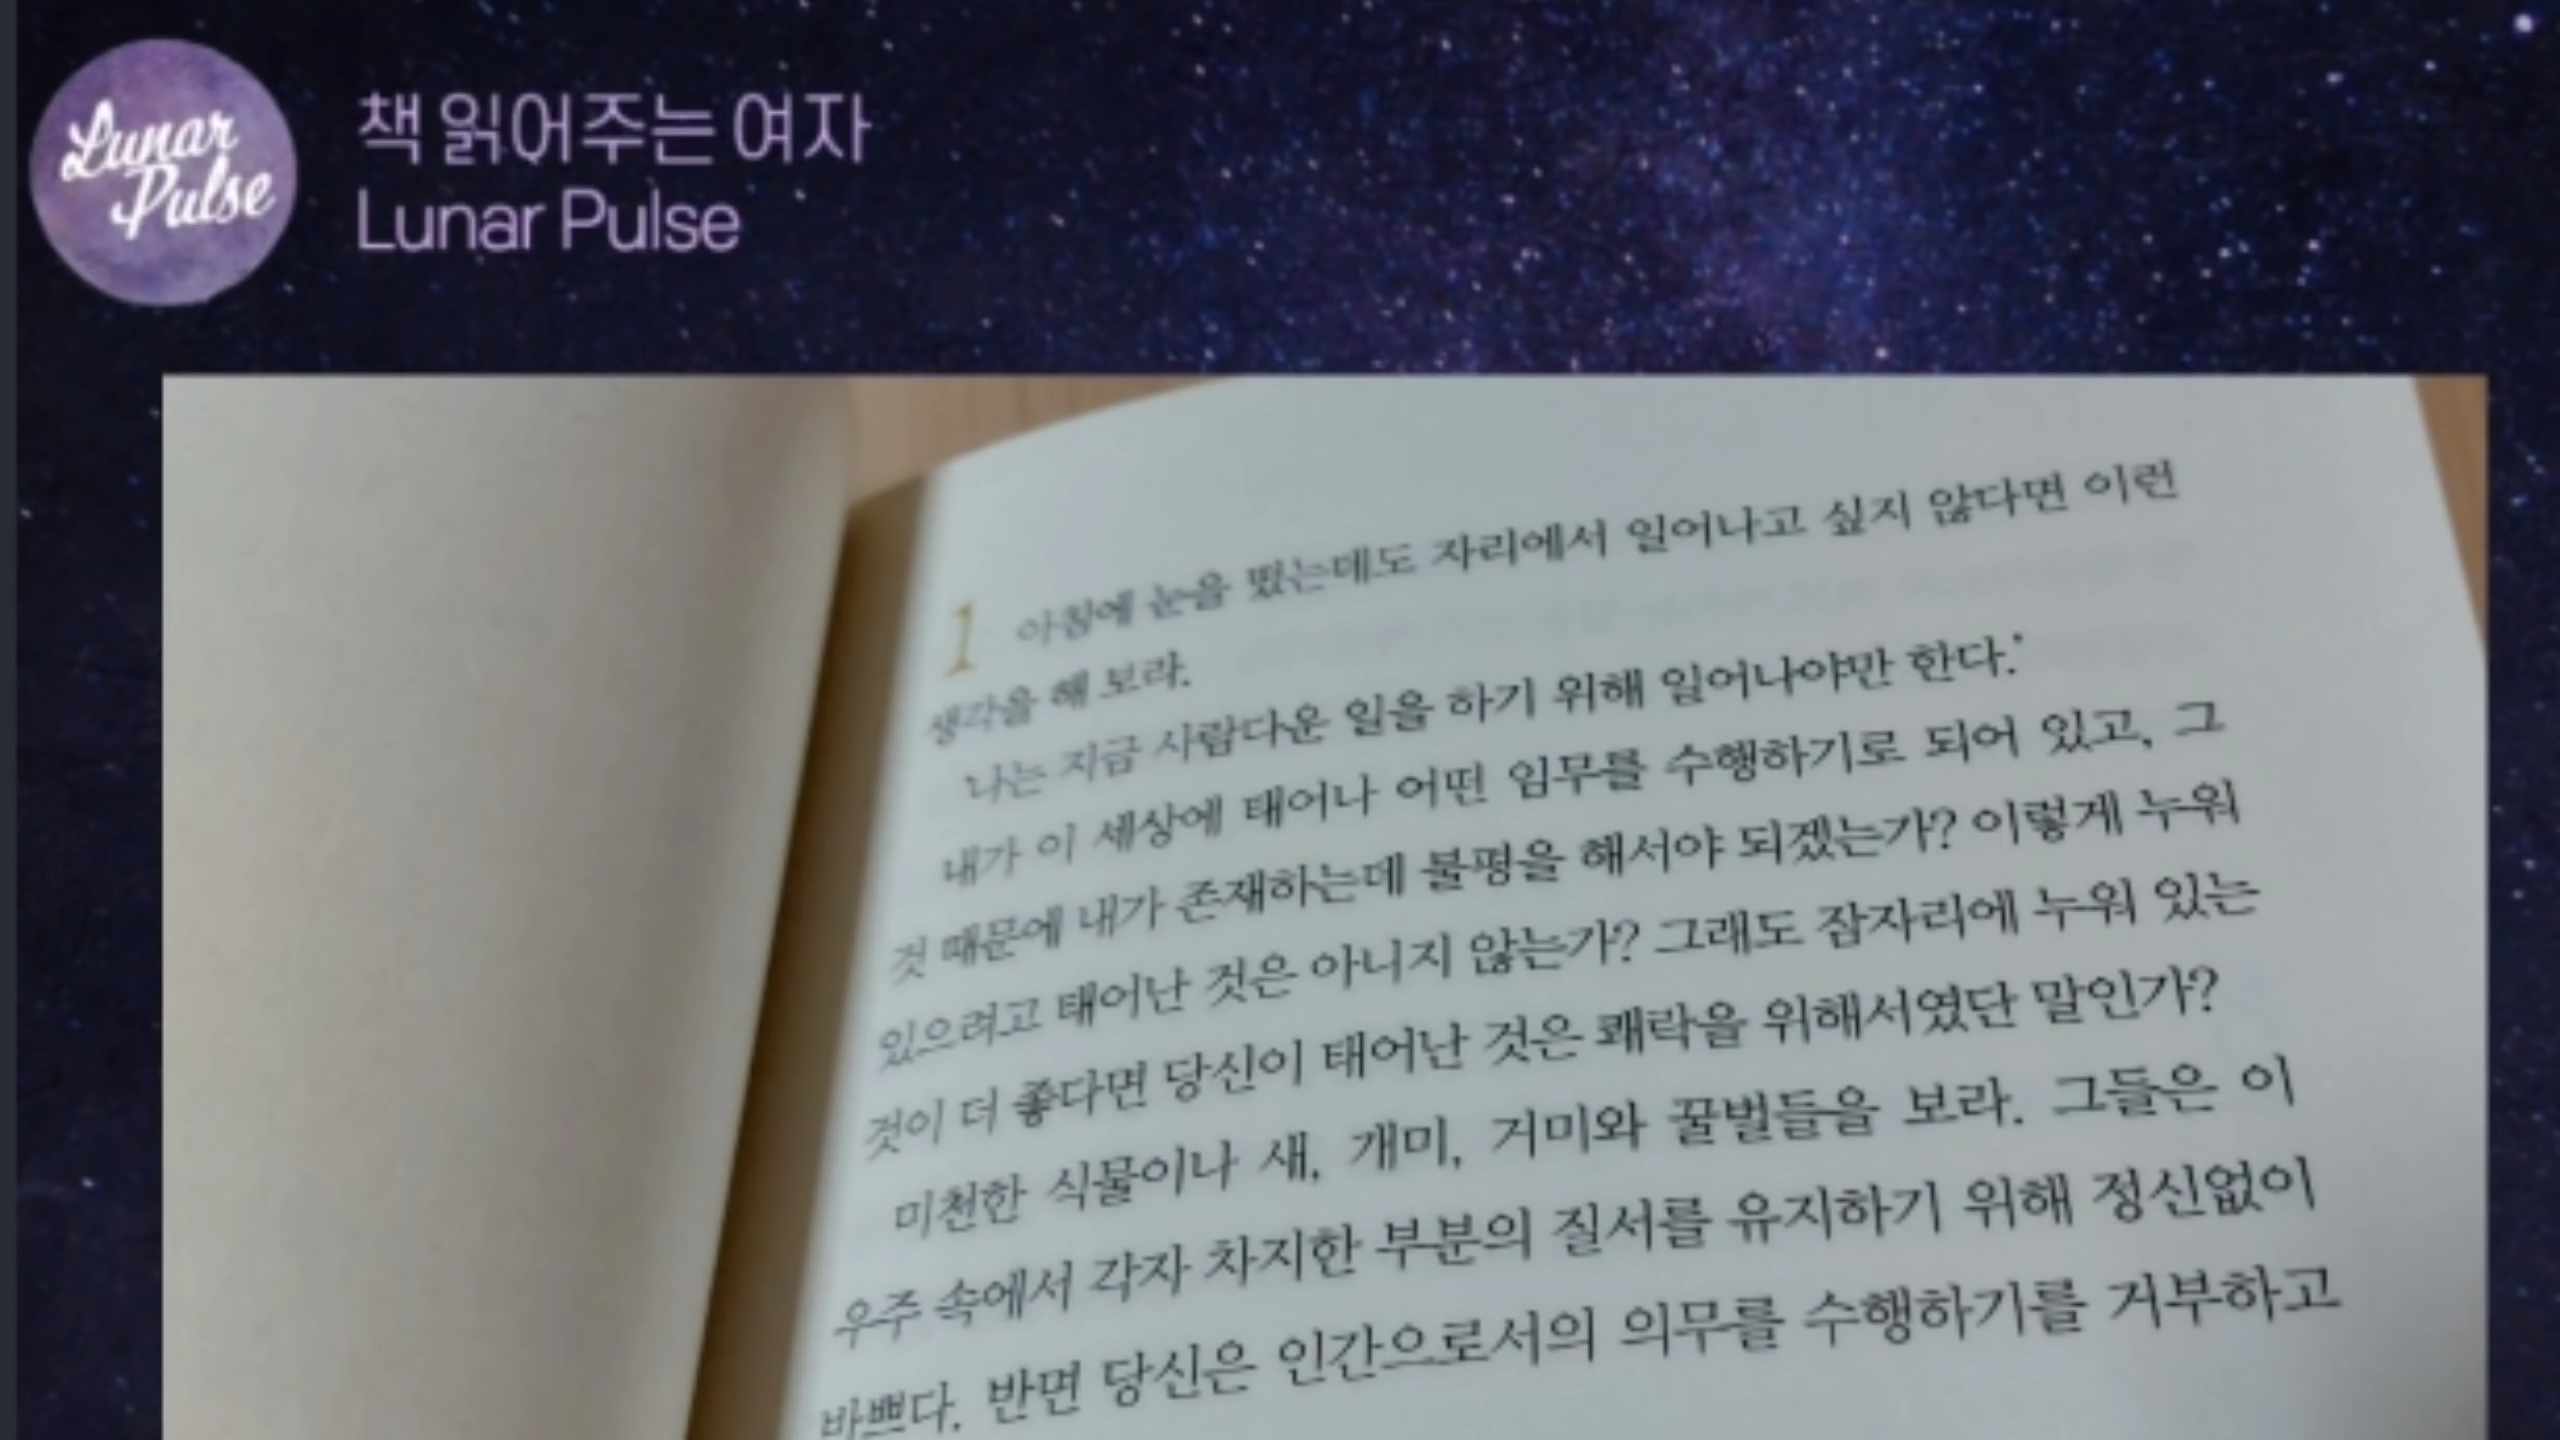 Lunar
Pulse
책 읽어주는 여자
Lunar Pulse
1 아침에 눈을 떴는데도 자리에서 일어나고 싶지 않다면 이런
생각을 해 보라.
'나는 지금 사람다운 일을 하기 위해 일어나야만 한다.'
내가 이 세상에 태어나 어떤 임무를 수행하기로 되어 있고, 그
것 때문에 내가 존재하는데 불평을 해서야 되겠는가? 이렇게 누워
있으려고 태어난 것은 아니지 않는가? 그래도 잠자리에 누워 있는
것이 더 좋다면 당신이 태어난 것은 쾌락을 위해서였단 말인가?
미천한 식물이나 새, 개미, 거미와 꿀벌들을 보라. 그들은 이
우주 속에서 각자 차지한 부분의 질서를 유지하기 위해 정신없이
바쁘다. 반면 당신은 인간으로서의 의무를 수행하기를 거부하고